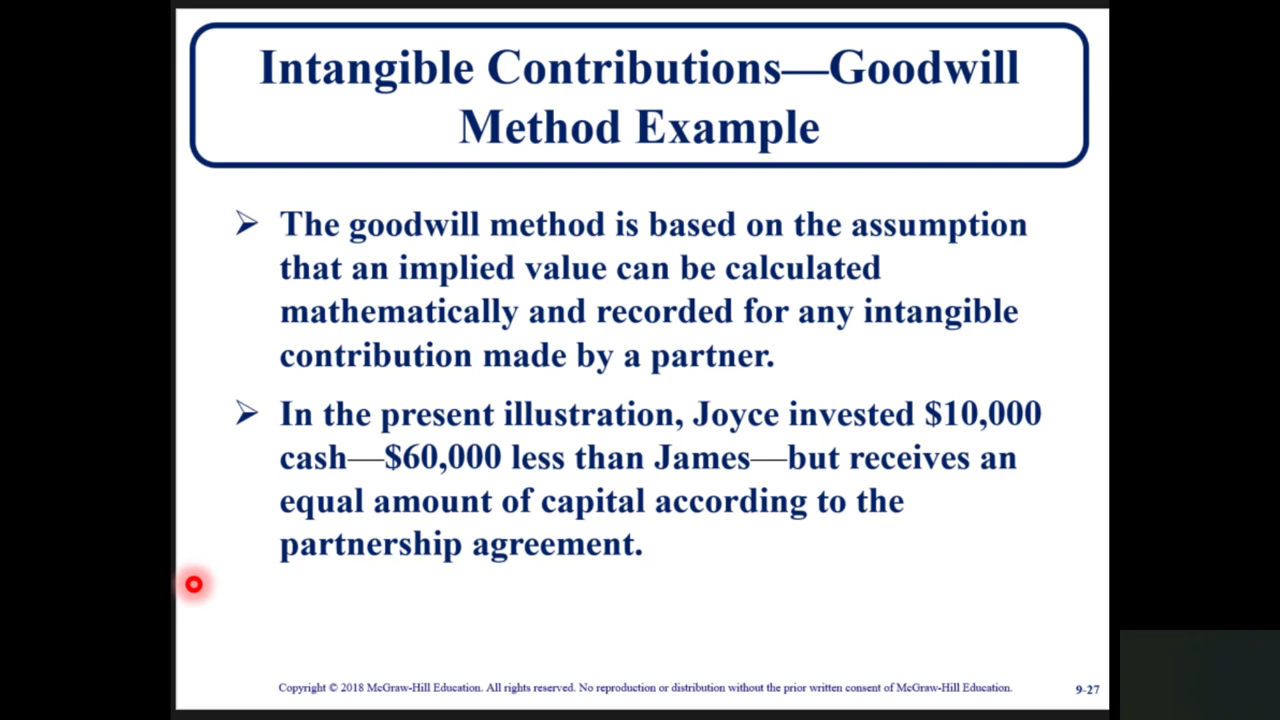 Intangible Contributions—Goodwill
Method Example
➢ The goodwill method is based on the assumption
that an implied value can be calculated
mathematically and recorded for any intangible
contribution made by a partner.
➢ In the present illustration, Joyce invested $10,000
cash—$60,000 less than James—but receives an
equal amount of capital according to the
partnership agreement.
Copyright © 2018 McGraw-Hill Education. All rights reserved. No reproduction or distribution without the prior written consent of McGraw-Hill Education.
9-27